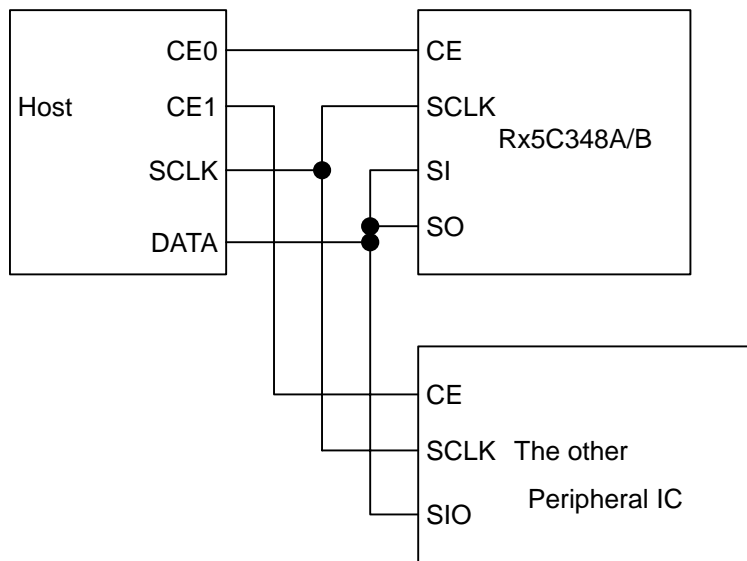 CE0
CE1
Host
SCLK
DATA
CE
SCLK
Rx5C348A/B
SI
SO
CE
SCLK The other
Peripheral IC
SIO